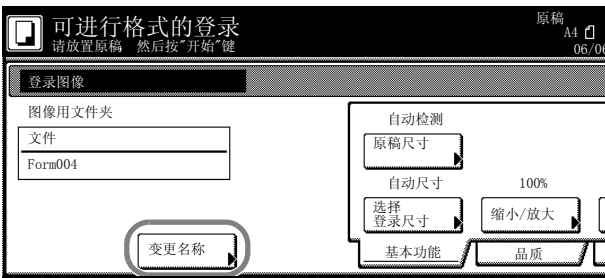 可进行格式的登录
请放置原稿 然后按"开始"键
原稿
A4
06/06
登录图像
图像用文件夹
文件
Form004
变更名称
自动检测
原稿尺寸
自动尺寸
选择
登录尺寸
100%
缩小/放大
基本功能
品质